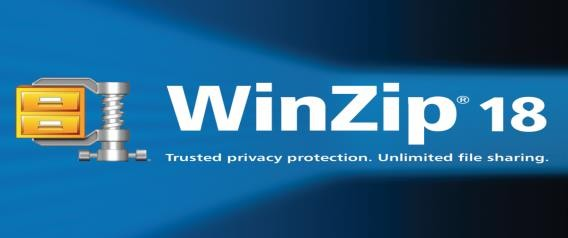 WinZip® 18
Trusted privacy protection. Unlimited file sharing.